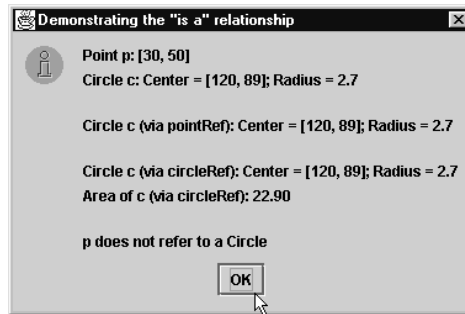 Demonstrating the "is a" relationship
Point p: [30, 50]
Circle c: Center = [120, 89]; Radius = 2.7
Circle c (via pointRef): Center = [120, 89]; Radius = 2.7
Circle c (via circleRef): Center = [120, 89]; Radius = 2.7
Area of c (via circleRef): 22.90
p does not refer to a Circle
OK